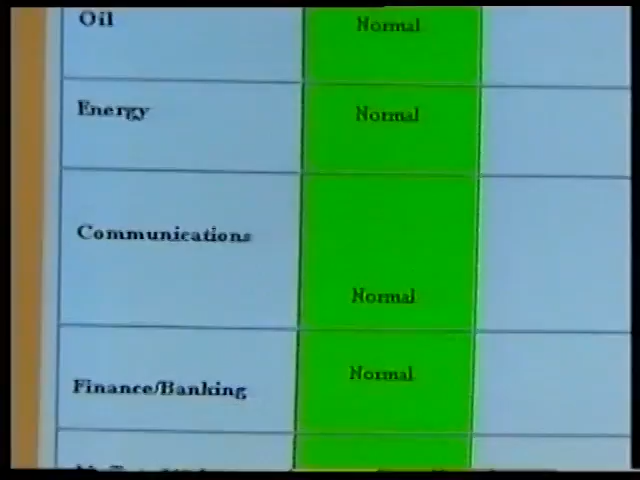 Oil Normal
Energy Normal
Communications
Normal
Normal
Finance/Banking